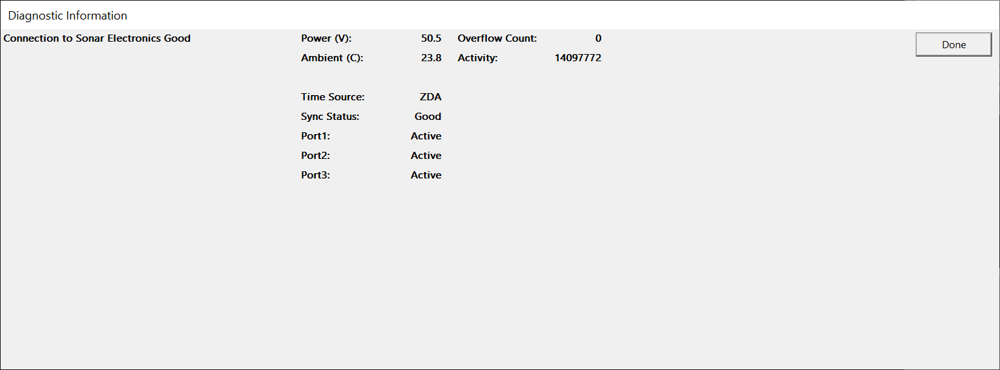 Diagnostic Information
Connection to Sonar Electronics Good Power (V): 50.5 Overflow Count: 0 Done
Ambient (C): 23.8 Activity: 14097772
Time Source: ZDA
Sync Status: Good
Port1: Active
Port2: Active
Port3: Active